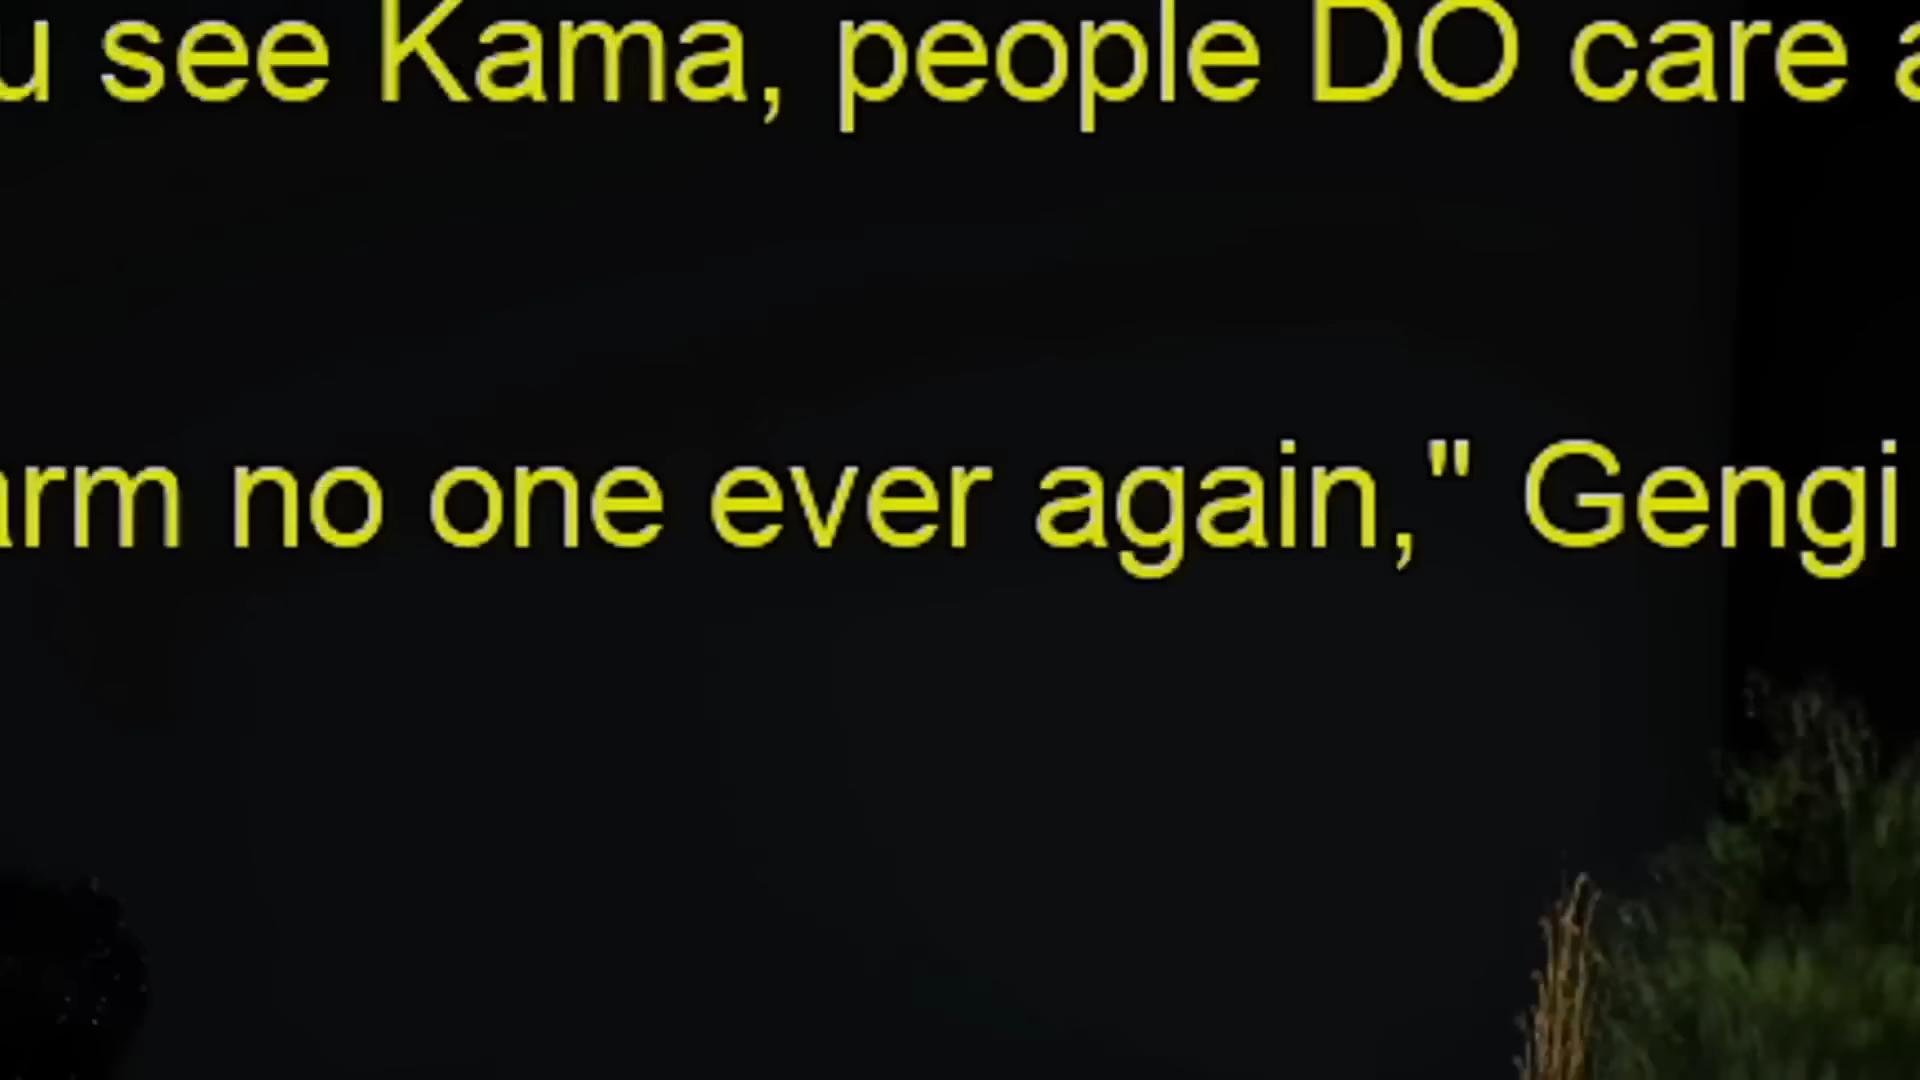 u see Kama, people DO care a
arm no one ever again," Gengi